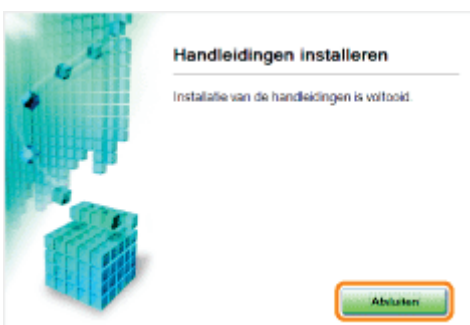 Handleidingen installeren
Installatie van de handleidingen is voltooid.
Afsluiten